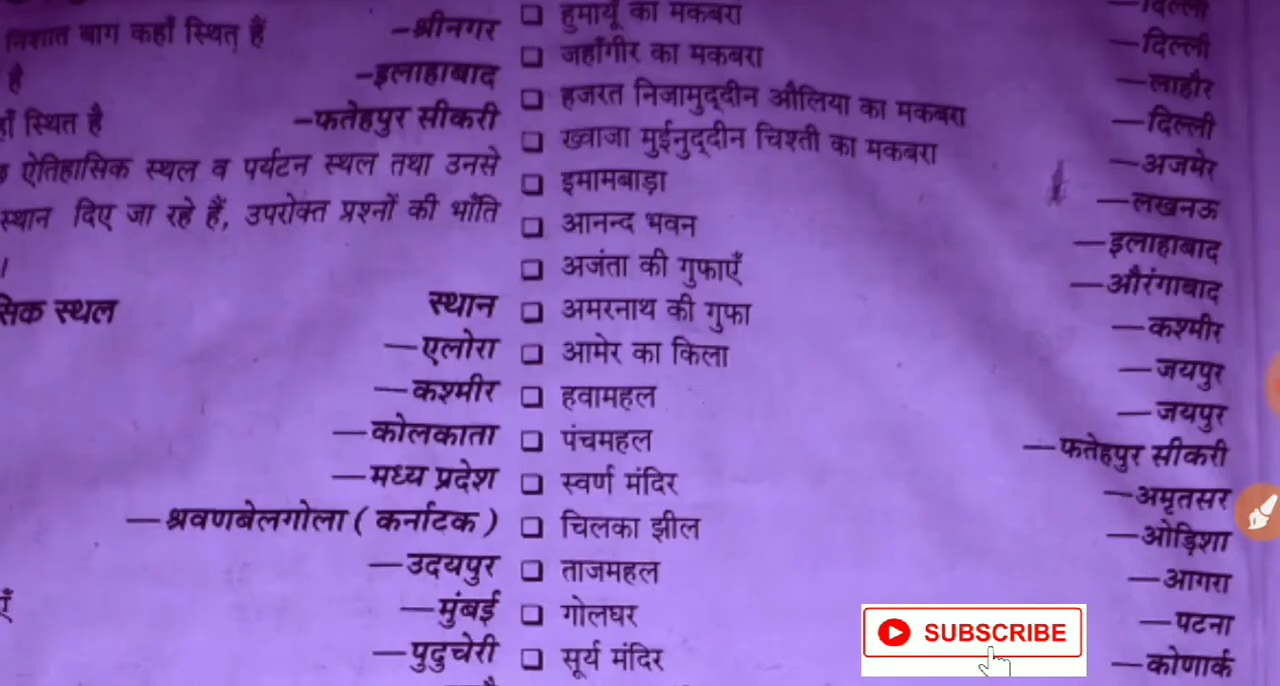 निशात बाग कहाँ स्थित् है –श्रीनगर
है –इलाहाबाद
स्थित है –फतेहपुर सीकरी
ऐतिहासिक स्थल व पर्यटन स्थल तथा उनसे
स्थान दिए जा रहे हैं, उपरोक्त प्रश्नों की भाँति
।
स्थल स्थान
—एलोरा
—कश्मीर
—कोलकाता
—मध्य प्रदेश
—श्रवणबेलगोला ( कर्नाटक )
—उदयपुर
—मुंबई
—पुदुचेरी
—दिल्ली
❑ हुमायूँ का मकबरा —दिल्ली
❑ जहाँगीर का मकबरा —लाहौर
❑ हजरत निजामुद्दीन औलिया का मकबरा —दिल्ली
❑ ख्वाजा मुईनुद्दीन चिश्ती का मकबरा —अजमेर
❑ इमामबाड़ा —लखनऊ
❑ आनन्द भवन —इलाहाबाद
❑ अजंता की गुफाएँ —औरंगाबाद
❑ अमरनाथ की गुफा —कश्मीर
❑ आमेर का किला —जयपुर
❑ हवामहल —जयपुर
❑ पंचमहल —फतेहपुर सीकरी
❑ स्वर्ण मंदिर —अमृतसर
❑ चिलका झील —ओड़िशा
❑ ताजमहल —आगरा
❑ गोलघर —पटना
❑ सूर्य मंदिर —कोणार्क
SUBSCRIBE